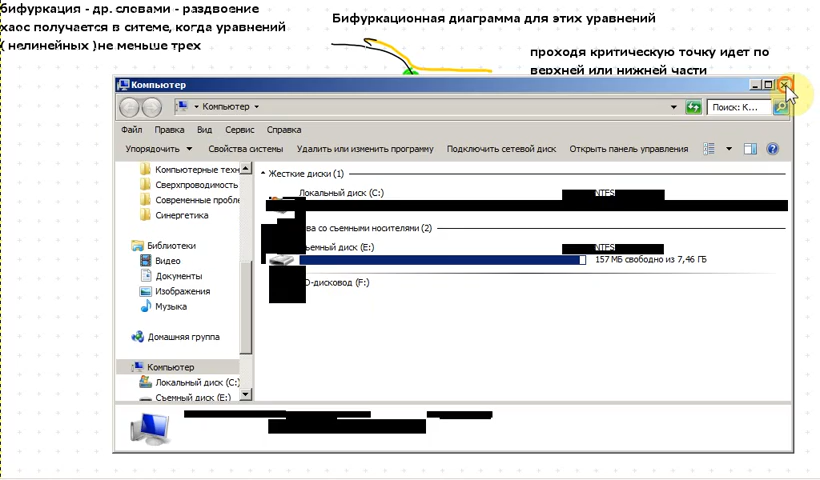 бифуркация - др. словами - раздвоение
хаос получается в ситеме, когда уравнений
( нелинейных )не меньше трех
Бифуркационная диаграмма для этих уравнений
проходя критическую точку идет по
верхней или нижней части
Компьютер
Компьютер
Поиск: К...
Файл Правка Вид Сервис Справка
Упорядочить Свойства системы Удалить или изменить программу Подключить сетевой диск Открыть панель управления
Компьютерные техн
Сверхпроводимость
Современные пробле
Синергетика
Библиотеки
Видео
Документы
Изображения
Музыка
Домашняя группа
Компьютер
Локальный диск (C:)
Съемный диск (E:)
Жесткие диски (1)
Локальный диск (C:)
NTFS
ва со съемными носителями (2)
ъемный диск (E:)
NTFS
157 МБ свободно из 7,46 ГБ
D-дисковод (F:)